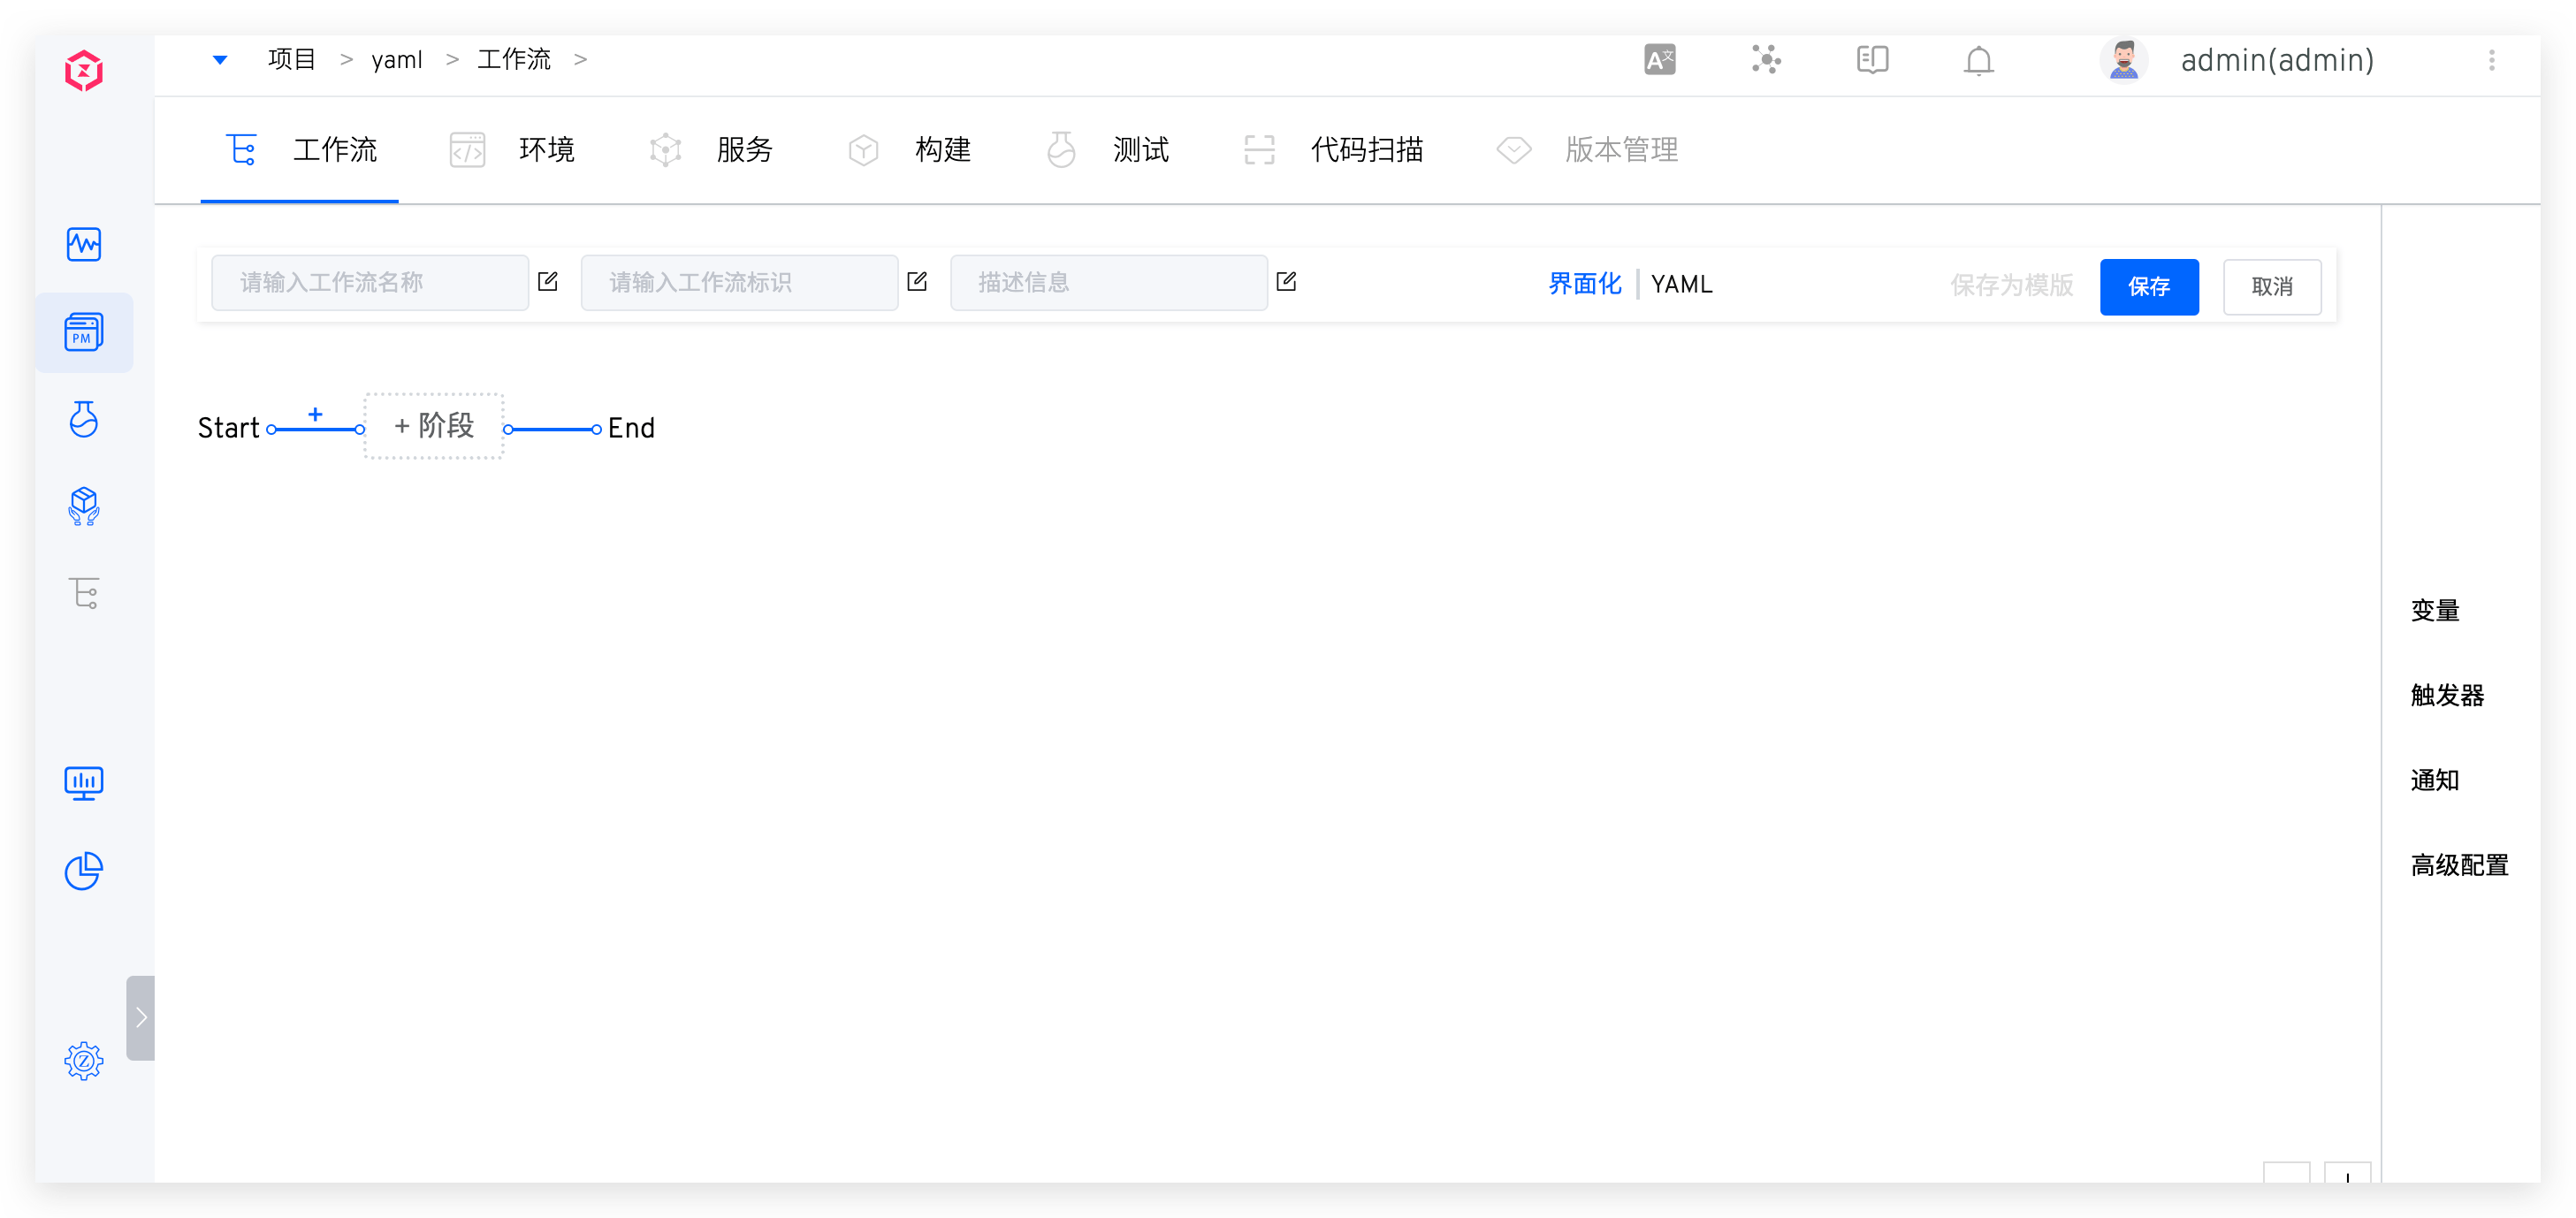 项目 > yaml > 工作流 >
admin(admin)
工作流 环境 服务 构建 测试 代码扫描 版本管理
PM
请输入工作流名称 请输入工作流标识 描述信息 界面化 | YAML 保存为模版 保存 取消
Start + + 阶段 End
变量
触发器
通知
高级配置